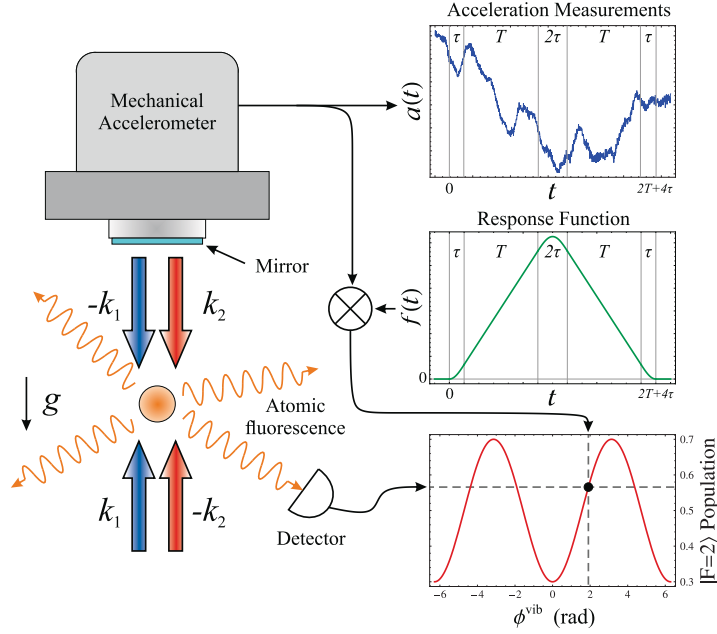 Acceleration Measurements
τ T 2τ T τ
a(t)
0 t 2T+4τ
Mechanical
Accelerometer
Mirror
Response Function
τ T 2τ T τ
f(t)
0
t 2T+4τ
-k₁ k₂
g
Atomic
fluorescence
k₁ -k₂
Detector
0.7
0.6
0.5
0.4
0.3
|F=2⟩ Population
-6 -4 -2 0 2 4 6
ϕᵛⁱᵇ (rad)